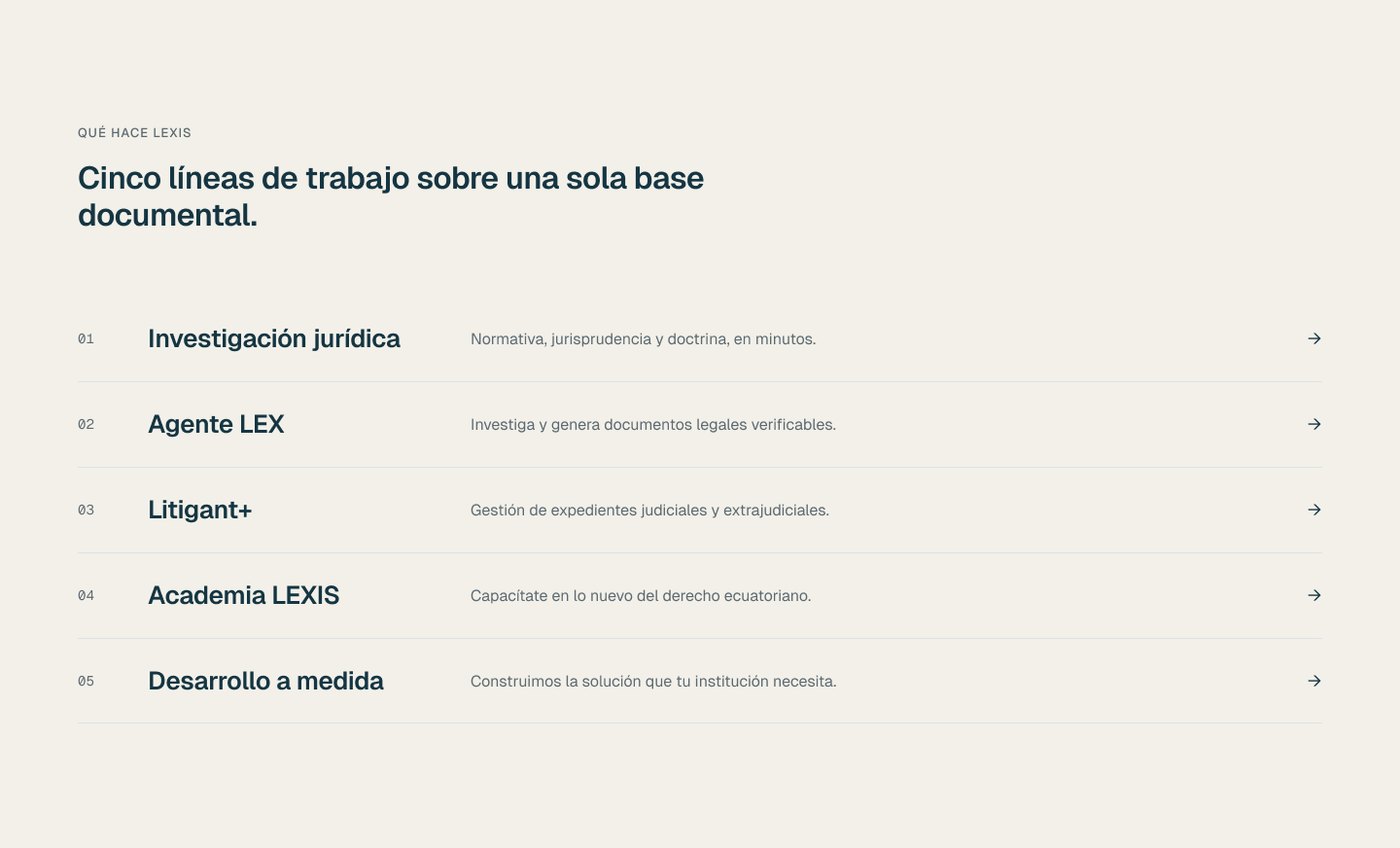 QUÉ HACE LEXIS
Cinco líneas de trabajo sobre una sola base
documental.
01 Investigación jurídica Normativa, jurisprudencia y doctrina, en minutos. →
02 Agente LEX Investiga y genera documentos legales verificables. →
03 Litigant+ Gestión de expedientes judiciales y extrajudiciales. →
04 Academia LEXIS Capacítate en lo nuevo del derecho ecuatoriano. →
05 Desarrollo a medida Construimos la solución que tu institución necesita. →